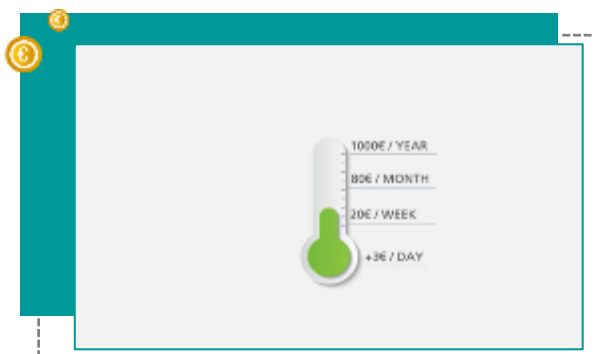 1000€ / YEAR
80€ / MONTH
20€ / WEEK
+3€ / DAY